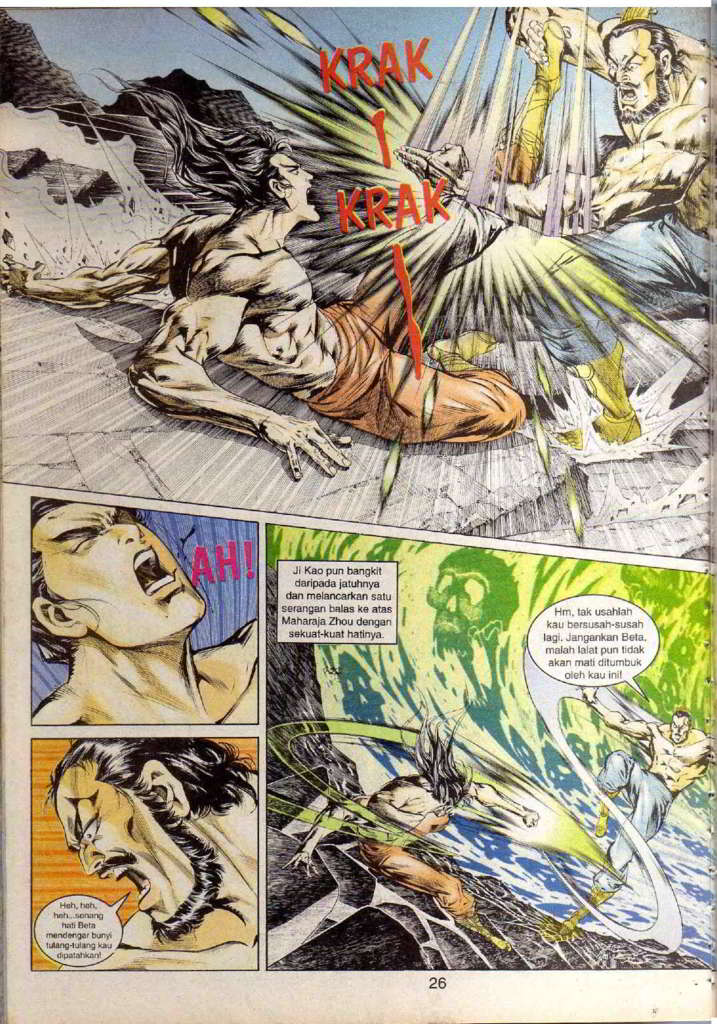 KRAK
!
KRAK
!
AH!
Ji Kao pun bangkit
daripada jatuhnya
dan melancarkan satu
serangan balas ke atas
Maharaja Zhou dengan
sekuat-kuat hatinya.
Hm, tak usahlah
kau bersusah-susah
lagi. Jangankan Beta,
malah lalat pun tidak
akan mati ditumbuk
oleh kau ini!
Heh, heh,
heh...senang
hati Beta
mendengar bunyi
tulang-tulang kau
dipatahkan!
26